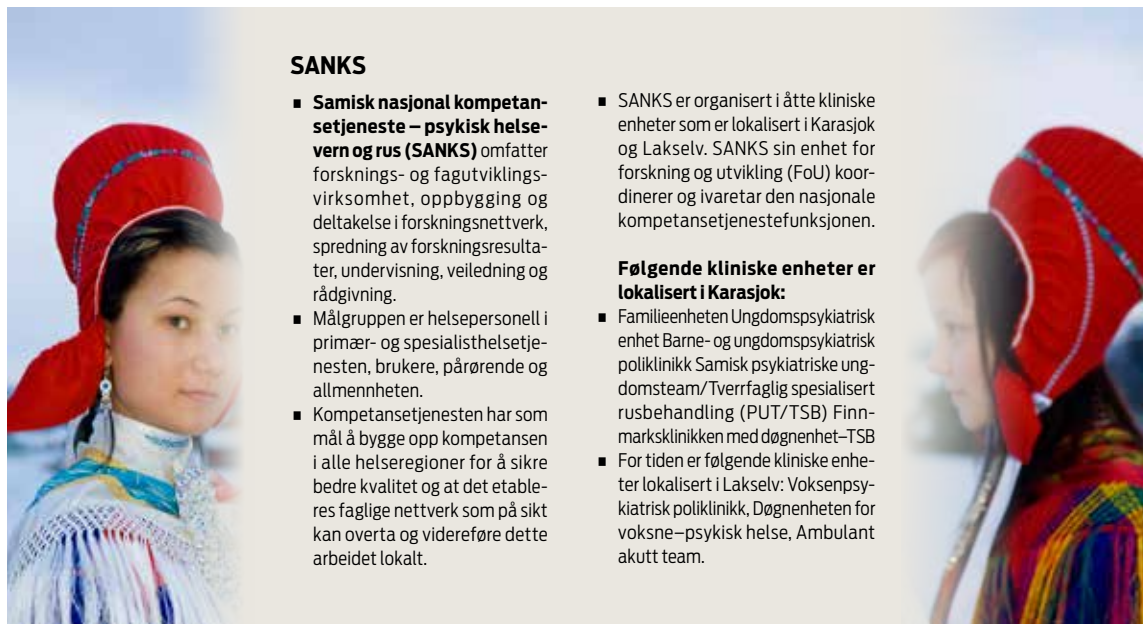 SANKS
■ Samisk nasjonal kompetan-
setjeneste – psykisk helse-
vern og rus (SANKS) omfatter
forsknings- og fagutviklings-
virksomhet, oppbygging og
deltakelse i forskningsnettverk,
spredning av forskningsresulta-
ter, undervisning, veiledning og
rådgivning.
■ Målgruppen er helsepersonell i
primær- og spesialisthelsetje-
nesten, brukere, pårørende og
allmennheten.
■ Kompetansetjenesten har som
mål å bygge opp kompetansen
i alle helseregioner for å sikre
bedre kvalitet og at det etable-
res faglige nettverk som på sikt
kan overta og videreføre dette
arbeidet lokalt.
■ SANKS er organisert i åtte kliniske
enheter som er lokalisert i Karasjok
og Lakselv. SANKS sin enhet for
forskning og utvikling (FoU) koor-
dinerer og ivaretar den nasjonale
kompetansetjenestefunksjonen.
Følgende kliniske enheter er
lokalisert i Karasjok:
■ Familieenheten Ungdomspsykiatrisk
enhet Barne- og ungdomspsykiatrisk
poliklinikk Samisk psykiatriske ung-
domsteam/Tverrfaglig spesialisert
rusbehandling (PUT/TSB) Finn-
marksklinikken med døgnenhet–TSB
■ For tiden er følgende kliniske enhe-
ter lokalisert i Lakselv: Voksenpsy-
kiatrisk poliklinikk, Døgnenheten for
voksne–psykisk helse, Ambulant
akutt team.